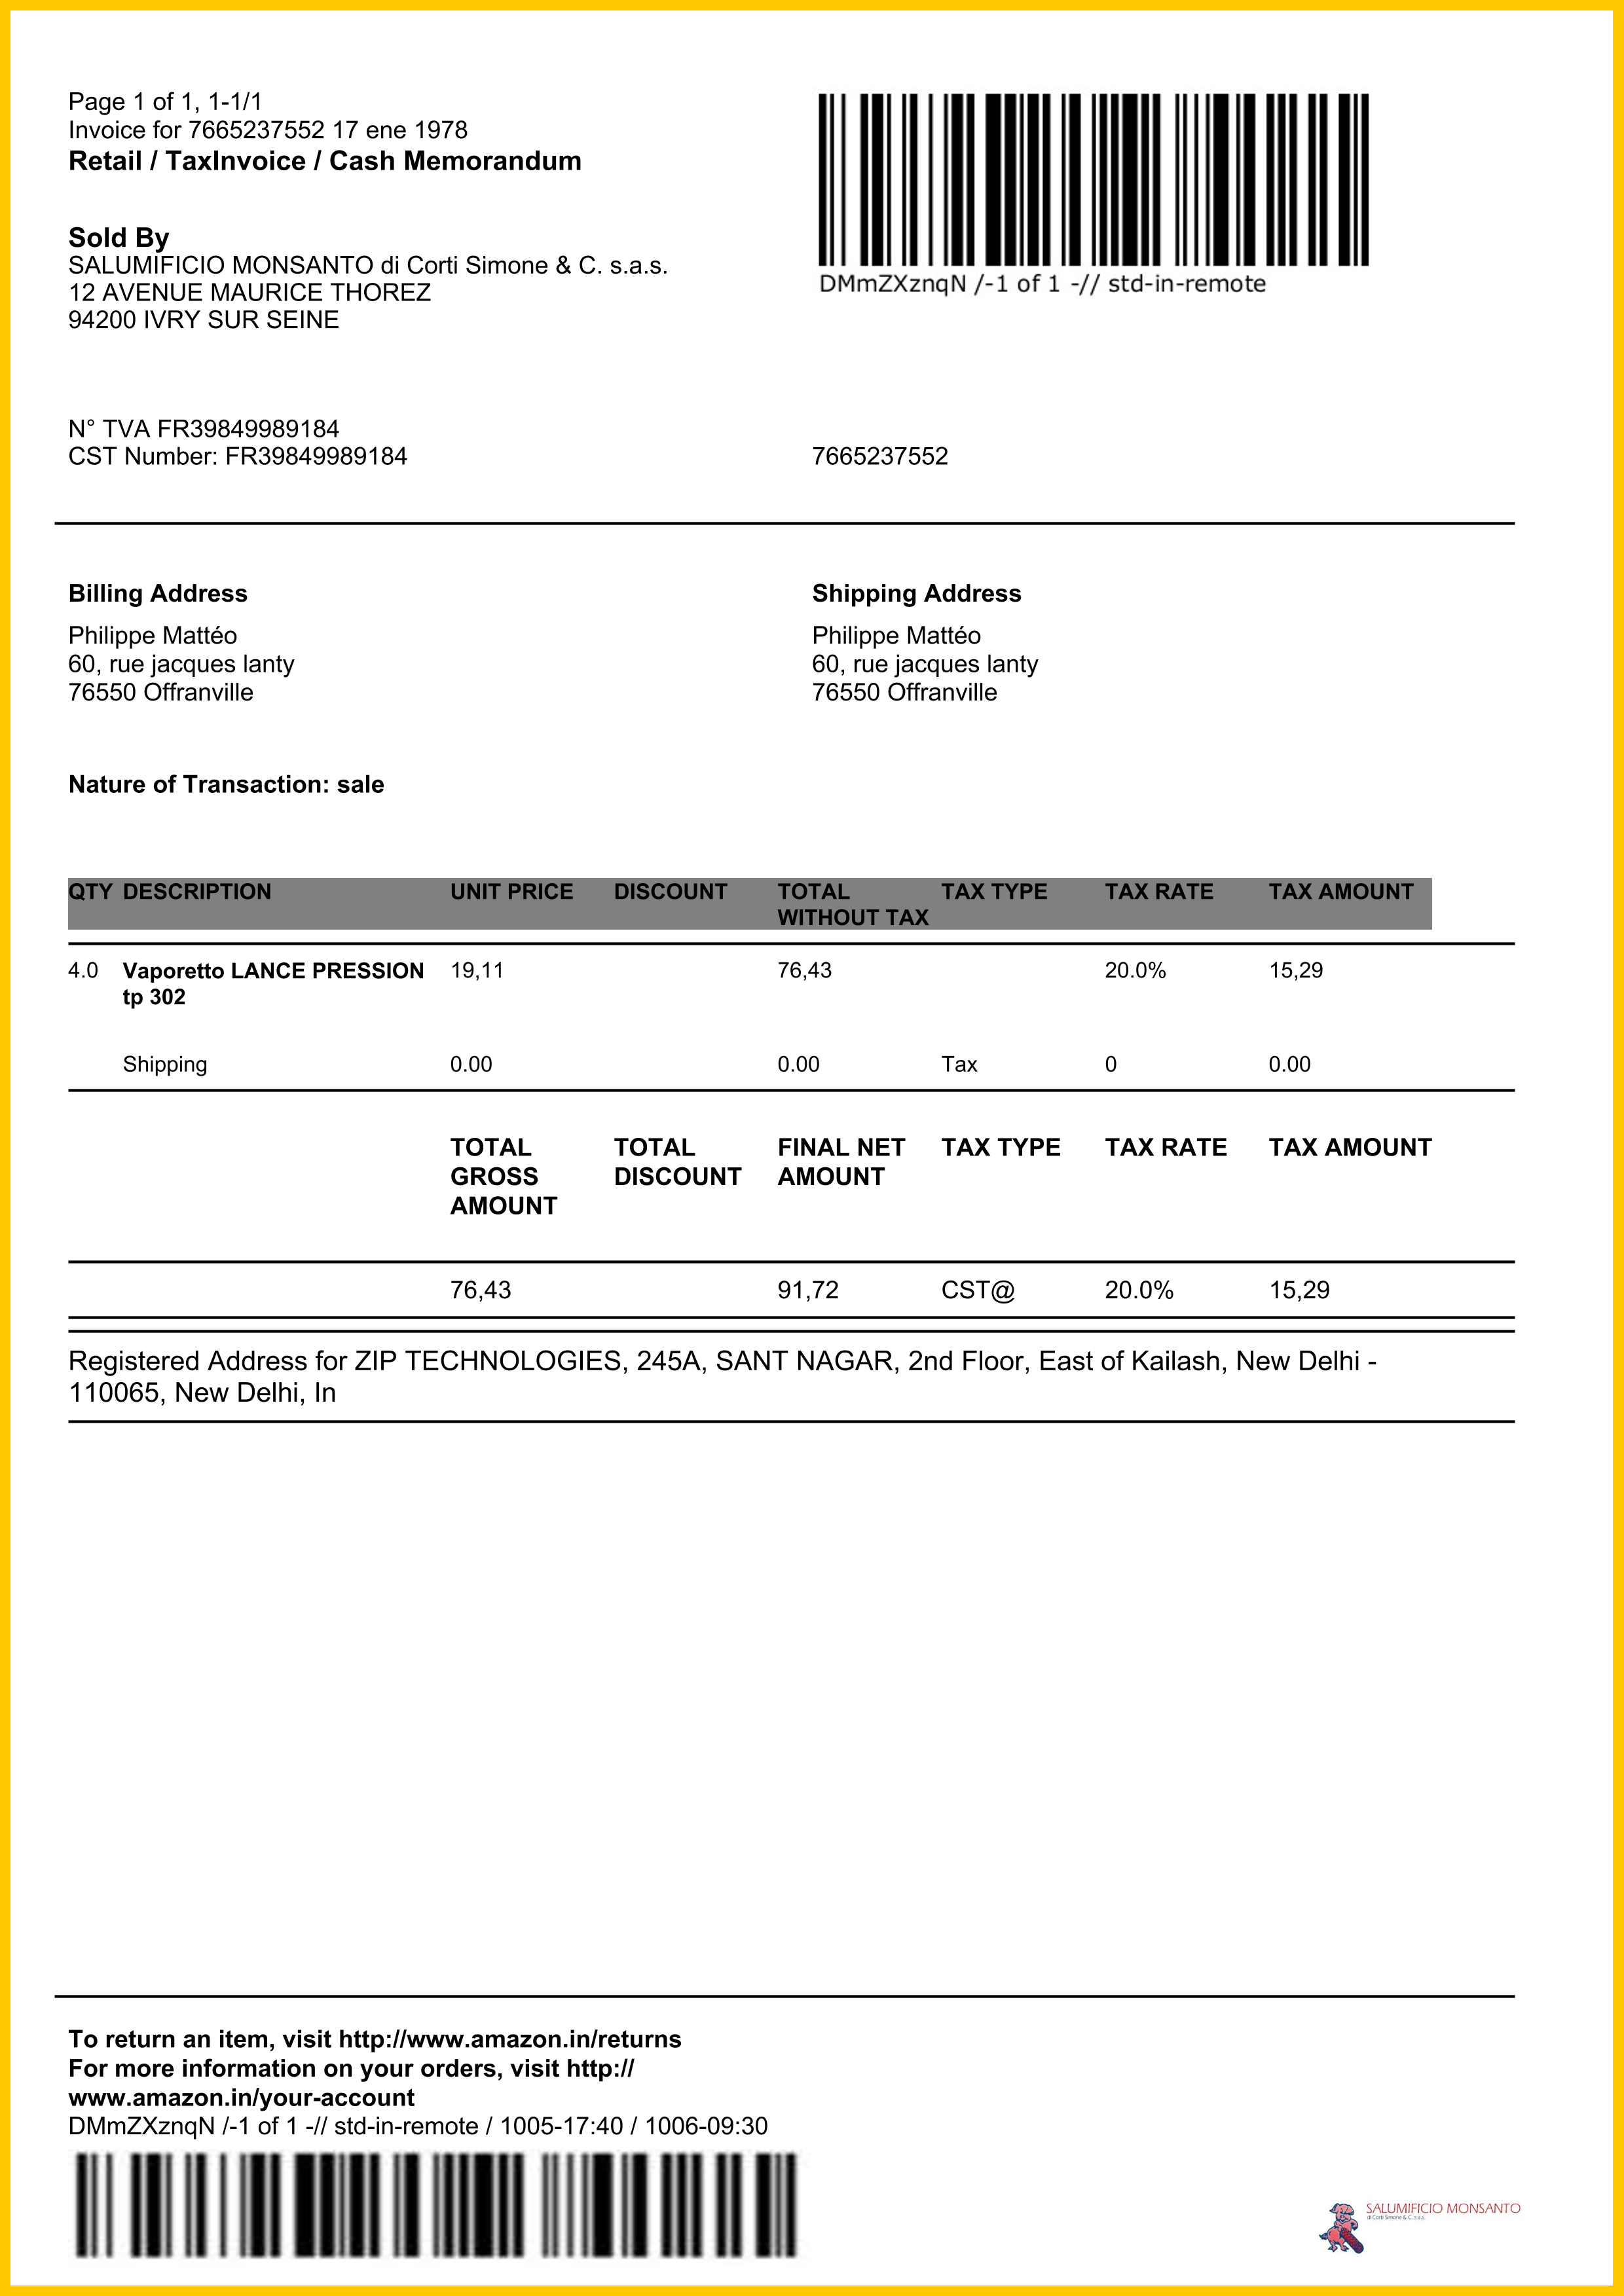 Page 1 of 1, 1-1/1
Invoice for 7665237552 17 ene 1978
Retail / TaxInvoice / Cash Memorandum
DMmZXznqN /-1 of 1 -// std-in-remote
Sold By
SALUMIFICIO MONSANTO di Corti Simone & C. s.a.s.
12 AVENUE MAURICE THOREZ
94200 IVRY SUR SEINE
N° TVA FR39849989184
CST Number: FR39849989184
7665237552
Billing Address
Philippe Mattéo
60, rue jacques lanty
76550 Offranville
Shipping Address
Philippe Mattéo
60, rue jacques lanty
76550 Offranville
Nature of Transaction: sale
QTY DESCRIPTION UNIT PRICE DISCOUNT TOTAL WITHOUT TAX TAX TYPE TAX RATE TAX AMOUNT
4.0 Vaporetto LANCE PRESSION 19,11 76,43 20.0% 15,29
tp 302
Shipping 0.00 0.00 Tax 0 0.00
TOTAL GROSS AMOUNT TOTAL DISCOUNT FINAL NET AMOUNT TAX TYPE TAX RATE TAX AMOUNT
76,43 91,72 CST@ 20.0% 15,29
Registered Address for ZIP TECHNOLOGIES, 245A, SANT NAGAR, 2nd Floor, East of Kailash, New Delhi -
110065, New Delhi, In
To return an item, visit http://www.amazon.in/returns
For more information on your orders, visit http://
www.amazon.in/your-account
DMmZXznqN /-1 of 1 -// std-in-remote / 1005-17:40 / 1006-09:30
SALUMIFICIO MONSANTO
di Corti Simone & C. s.a.s.